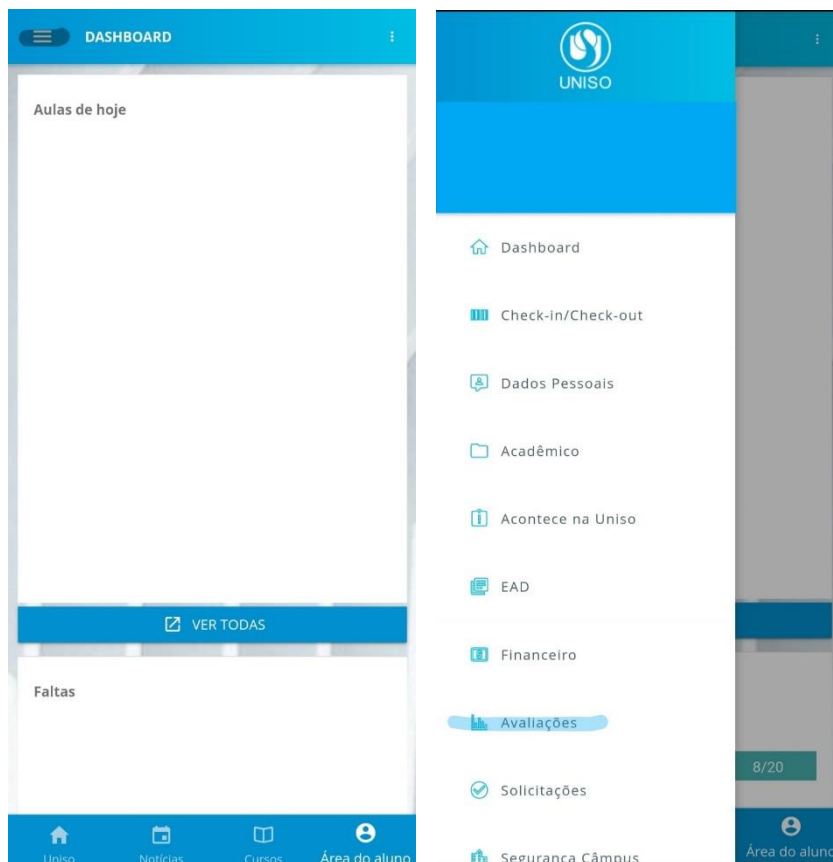 DASHBOARD
Aulas de hoje
VER TODAS
Faltas
Uniso
Notícias
Cursos
Área do aluno
UNISO
Dashboard
Check-in/Check-out
Dados Pessoais
Acadêmico
Acontece na Uniso
EAD
Financeiro
Avaliações
Solicitações
Segurança Câmpus
8/20
Área do aluno